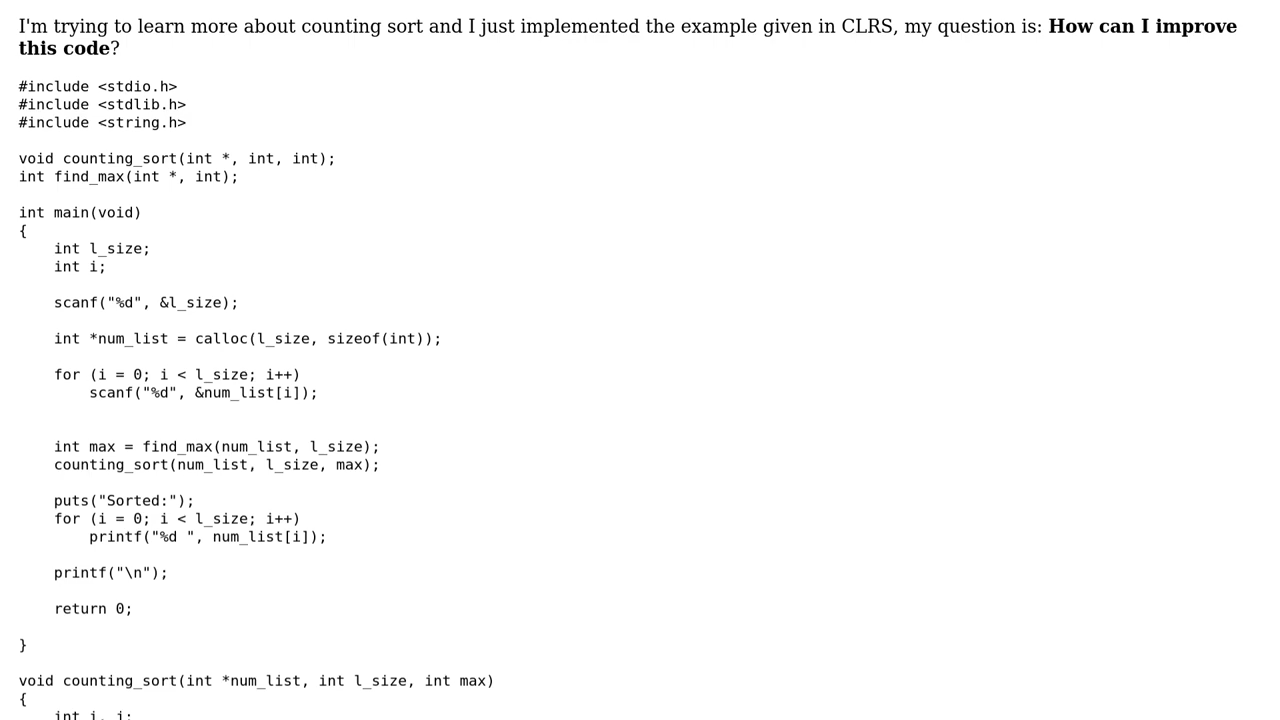 I'm trying to learn more about counting sort and I just implemented the example given in CLRS, my question is: How can I improve
this code?
#include <stdio.h>
#include <stdlib.h>
#include <string.h>
void counting_sort(int *, int, int);
int find_max(int *, int);
int main(void)
{
    int l_size;
    int i;
    scanf("%d", &l_size);
    int *num_list = calloc(l_size, sizeof(int));
    for (i = 0; i < l_size; i++)
        scanf("%d", &num_list[i]);
    int max = find_max(num_list, l_size);
    counting_sort(num_list, l_size, max);
    puts("Sorted:");
    for (i = 0; i < l_size; i++)
        printf("%d ", num_list[i]);
    printf("\n");
    return 0;
}
void counting_sort(int *num_list, int l_size, int max)
{
    int i, j;